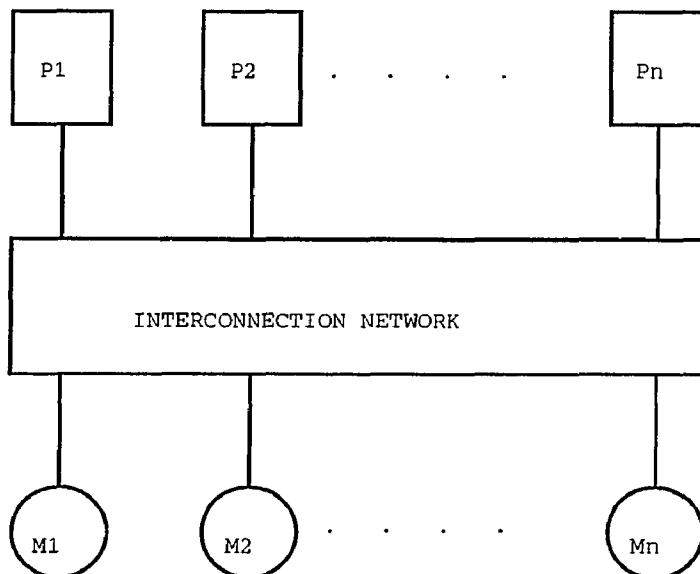 P1 P2 . . . . Pn
INTERCONNECTION NETWORK
M1 M2 . . . . Mn